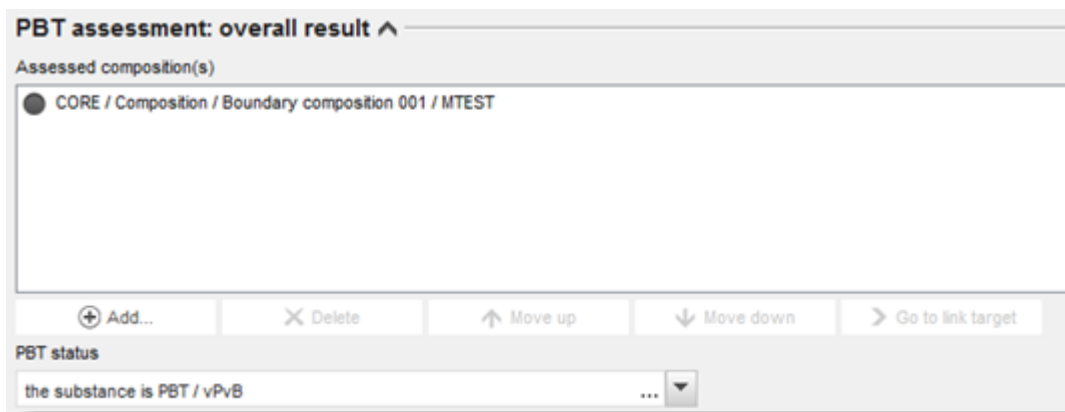 PBT assessment: overall result
Assessed composition(s)
CORE / Composition / Boundary composition 001 / MTEST
Add... Delete Move up Move down Go to link target
PBT status
the substance is PBT / vPvB ...